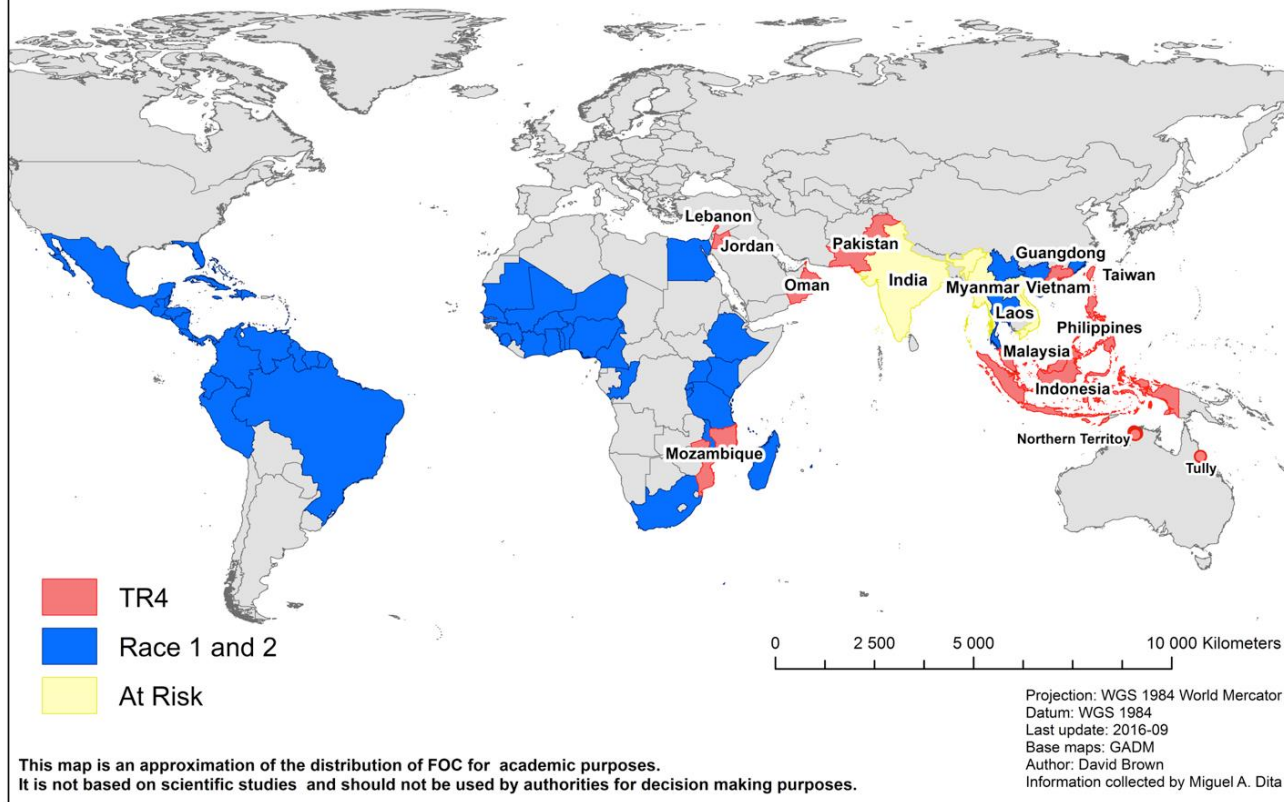 Lebanon
Jordan
Pakistan
Oman
India
Guangdong
Taiwan
Myanmar
Vietnam
Laos
Philippines
Malaysia
Indonesia
Mozambique
Northern Territoy
Tully
TR4
Race 1 and 2
At Risk
0 2 500 5 000 10 000 Kilometers
Projection: WGS 1984 World Mercator
Datum: WGS 1984
Last update: 2016-09
Base maps: GADM
Author: David Brown
Information collected by Miguel A. Dita
This map is an approximation of the distribution of FOC for academic purposes.
It is not based on scientific studies and should not be used by authorities for decision making purposes.